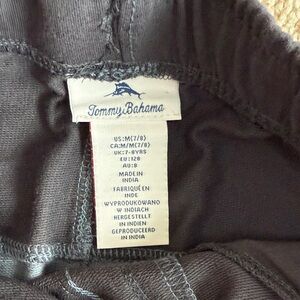 Tommy Bahama
US:M(7/8)
CA:M/M(7/8)
UK:7-8YRS
EU:128
AU:8
MADE IN
INDIA
FABRIQUÉ EN
INDE
WYPRODUKOWANO
W INDIACH
HERGESTELLT
IN INDIEN
GEPRODUCEERD
IN INDIA